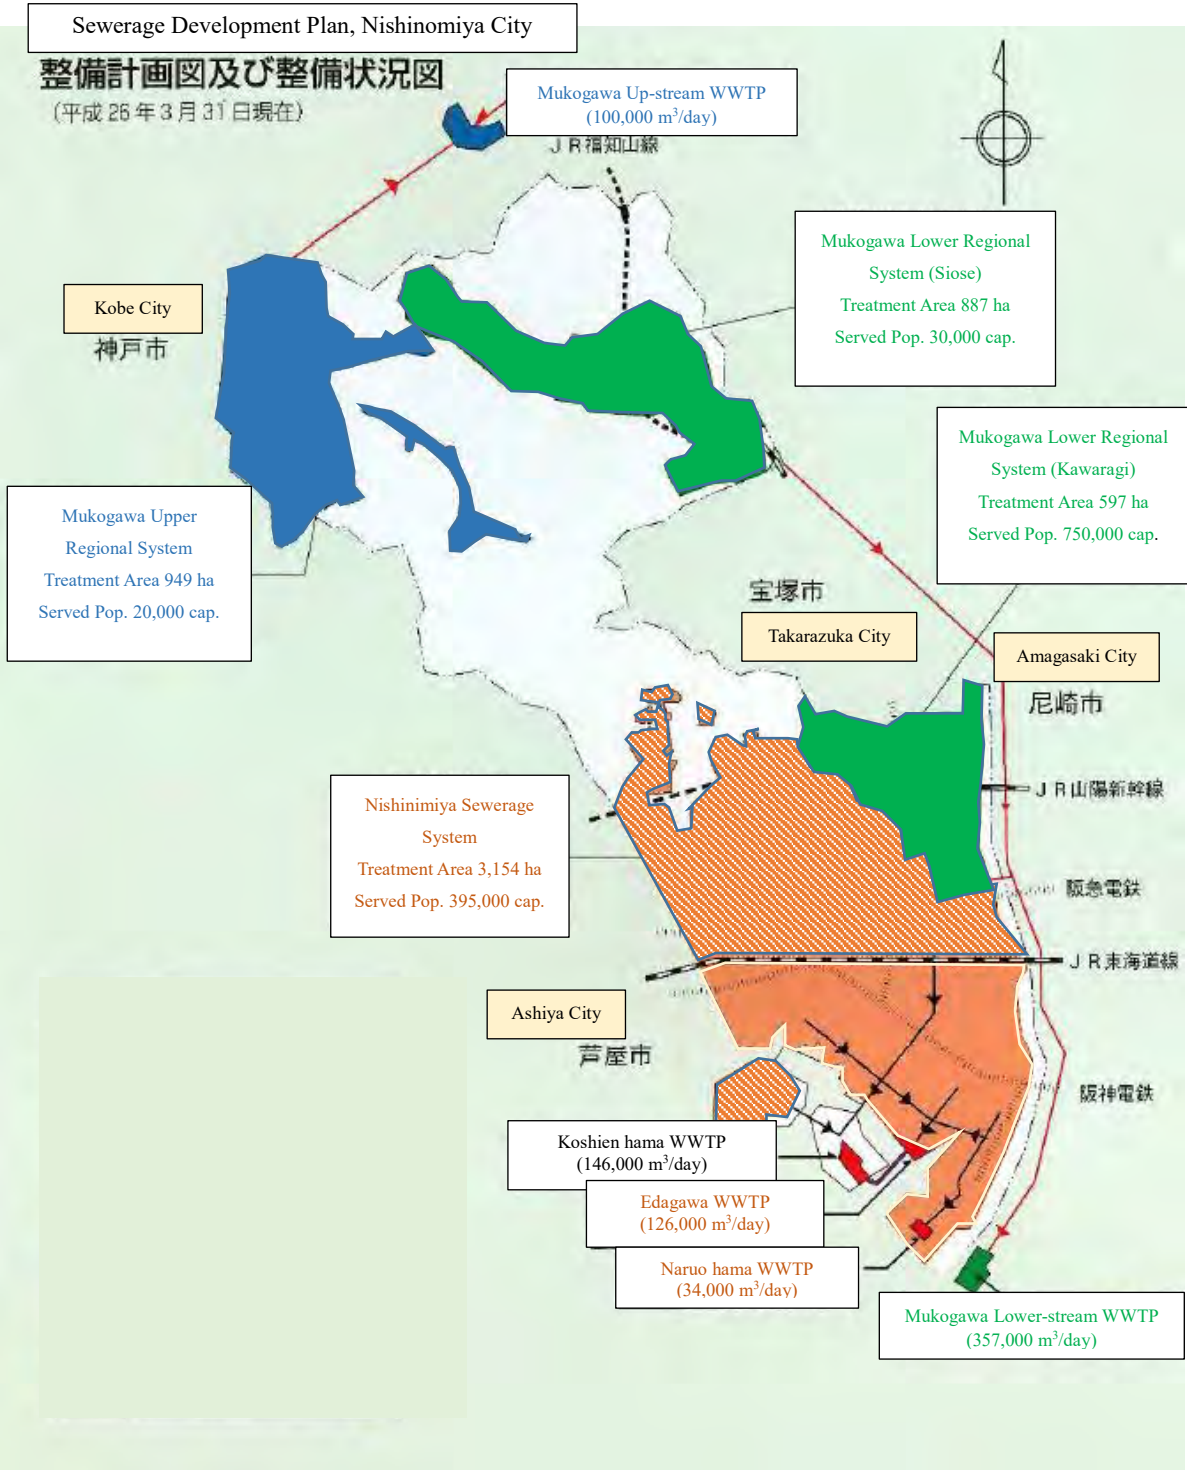 Sewerage Development Plan, Nishinomiya City
整備計画図及び整備状況図
(平成26年3月31日現在)
Mukogawa Up-stream WWTP
(100,000 m³/day)
JR福知山線
Mukogawa Lower Regional
System (Siose)
Treatment Area 887 ha
Served Pop. 30,000 cap.
Kobe City
神戸市
Mukogawa Lower Regional
System (Kawaragi)
Treatment Area 597 ha
Served Pop. 750,000 cap.
Mukogawa Upper
Regional System
Treatment Area 949 ha
Served Pop. 20,000 cap.
宝塚市
Takarazuka City
Amagasaki City
尼崎市
JR山陽新幹線
Nishinimiya Sewerage
System
Treatment Area 3,154 ha
Served Pop. 395,000 cap.
阪急電鉄
JR東海道線
Ashiya City
芦屋市
阪神電鉄
Koshien hama WWTP
(146,000 m³/day)
Edagawa WWTP
(126,000 m³/day)
Naruo hama WWTP
(34,000 m³/day)
Mukogawa Lower-stream WWTP
(357,000 m³/day)